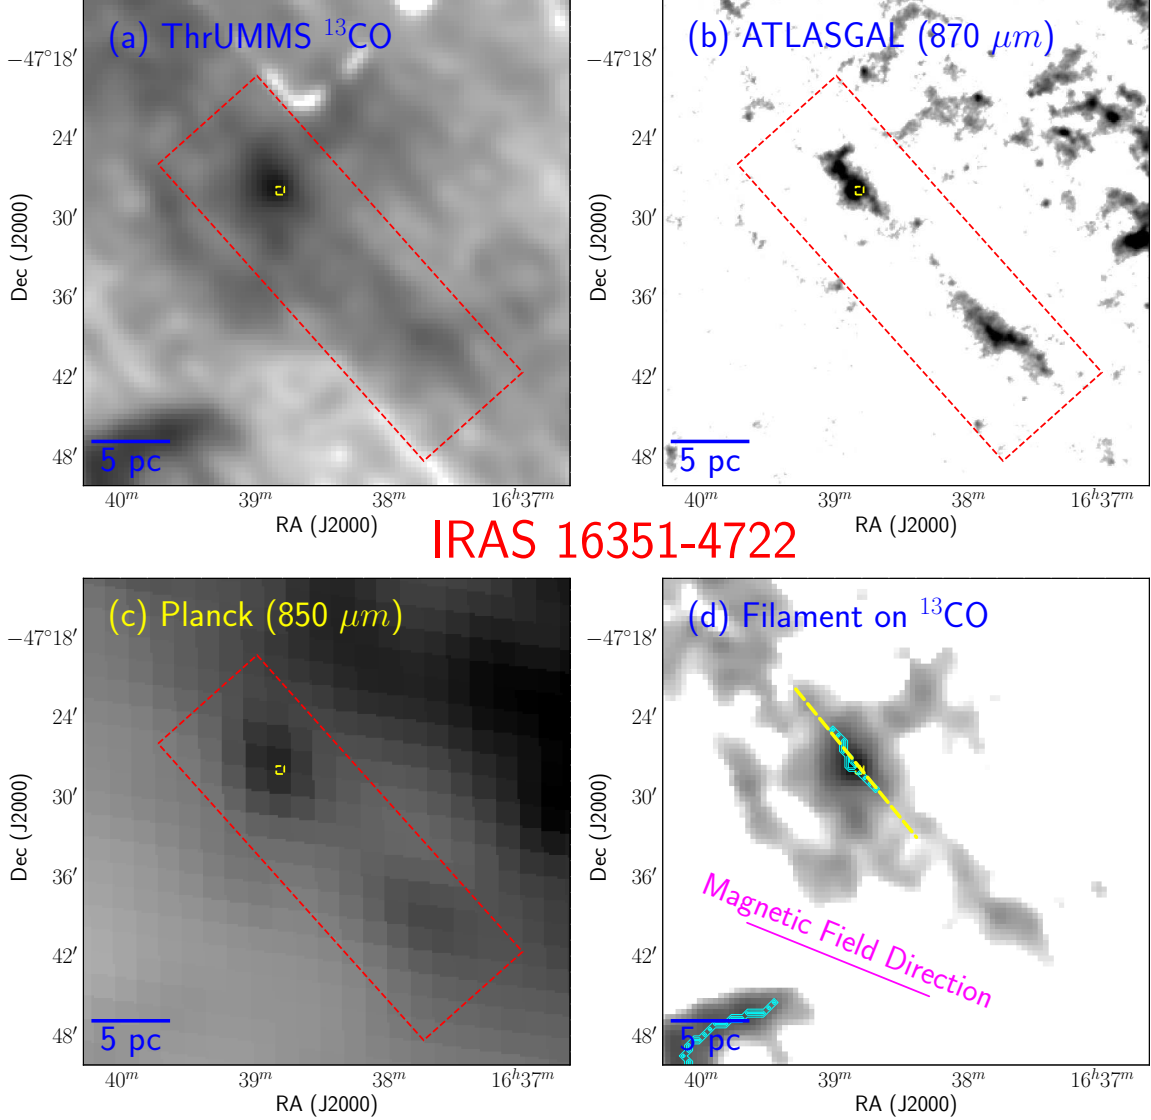 (a) ThrUMMS ¹³CO
−47°18′
24′
30′
36′
42′
48′
Dec (J2000)
5 pc
40ᵐ
39ᵐ
38ᵐ
16ʰ37ᵐ
RA (J2000)
(b) ATLASGAL (870 μm)
−47°18′
24′
30′
36′
42′
48′
Dec (J2000)
5 pc
40ᵐ
39ᵐ
38ᵐ
16ʰ37ᵐ
RA (J2000)
IRAS 16351-4722
(c) Planck (850 μm)
−47°18′
24′
30′
36′
42′
48′
Dec (J2000)
5 pc
40ᵐ
39ᵐ
38ᵐ
16ʰ37ᵐ
RA (J2000)
(d) Filament on ¹³CO
−47°18′
24′
30′
36′
42′
48′
Dec (J2000)
Magnetic Field Direction
5 pc
40ᵐ
39ᵐ
38ᵐ
16ʰ37ᵐ
RA (J2000)